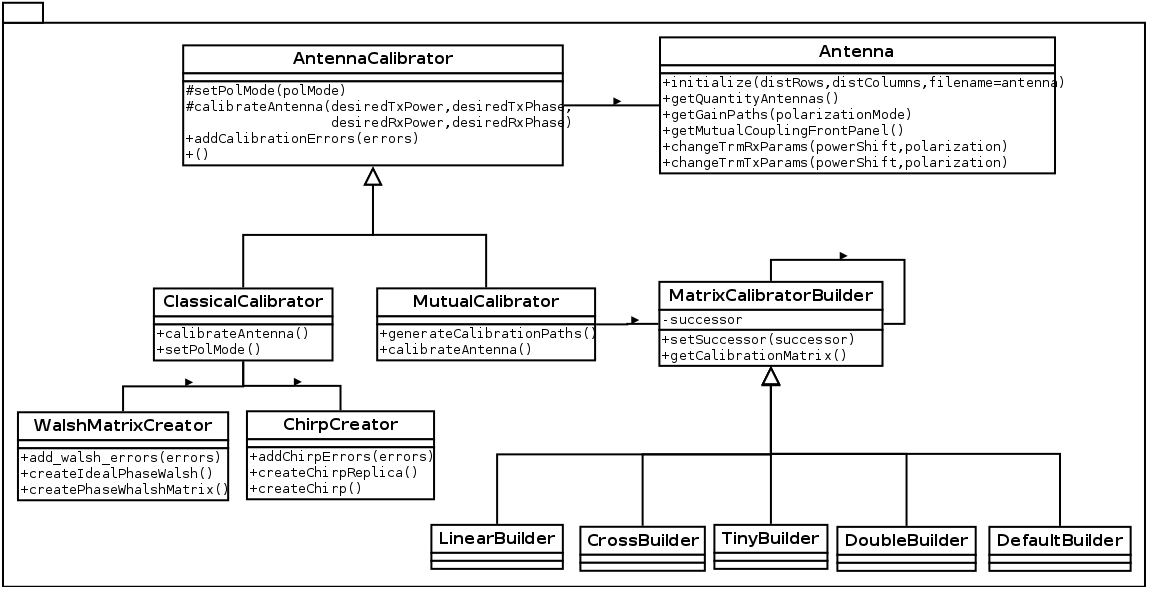 AntennaCalibrator
#setPolMode(polMode)
#calibrateAntenna(desiredTxPower,desiredTxPhase,
desiredRxPower,desiredRxPhase)
+addCalibrationErrors(errors)
+()
Antenna
+initialize(distRows,distColumns,filename=antenna)
+getQuantityAntennas()
+getGainPaths(polarizationMode)
+getMutualCouplingFrontPanel()
+changeTrmRxParams(powerShift,polarization)
+changeTrmTxParams(powerShift,polarization)
ClassicalCalibrator
+calibrateAntenna()
+setPolMode()
MutualCalibrator
+generateCalibrationPaths()
+calibrateAntenna()
MatrixCalibratorBuilder
-successor
+setSuccessor(successor)
+getCalibrationMatrix()
WalshMatrixCreator
+add_walsh_errors(errors)
+createIdealPhaseWalsh()
+createPhaseWhalshMatrix()
ChirpCreator
+addChirpErrors(errors)
+createChirpReplica()
+createChirp()
LinearBuilder
CrossBuilder
TinyBuilder
DoubleBuilder
DefaultBuilder